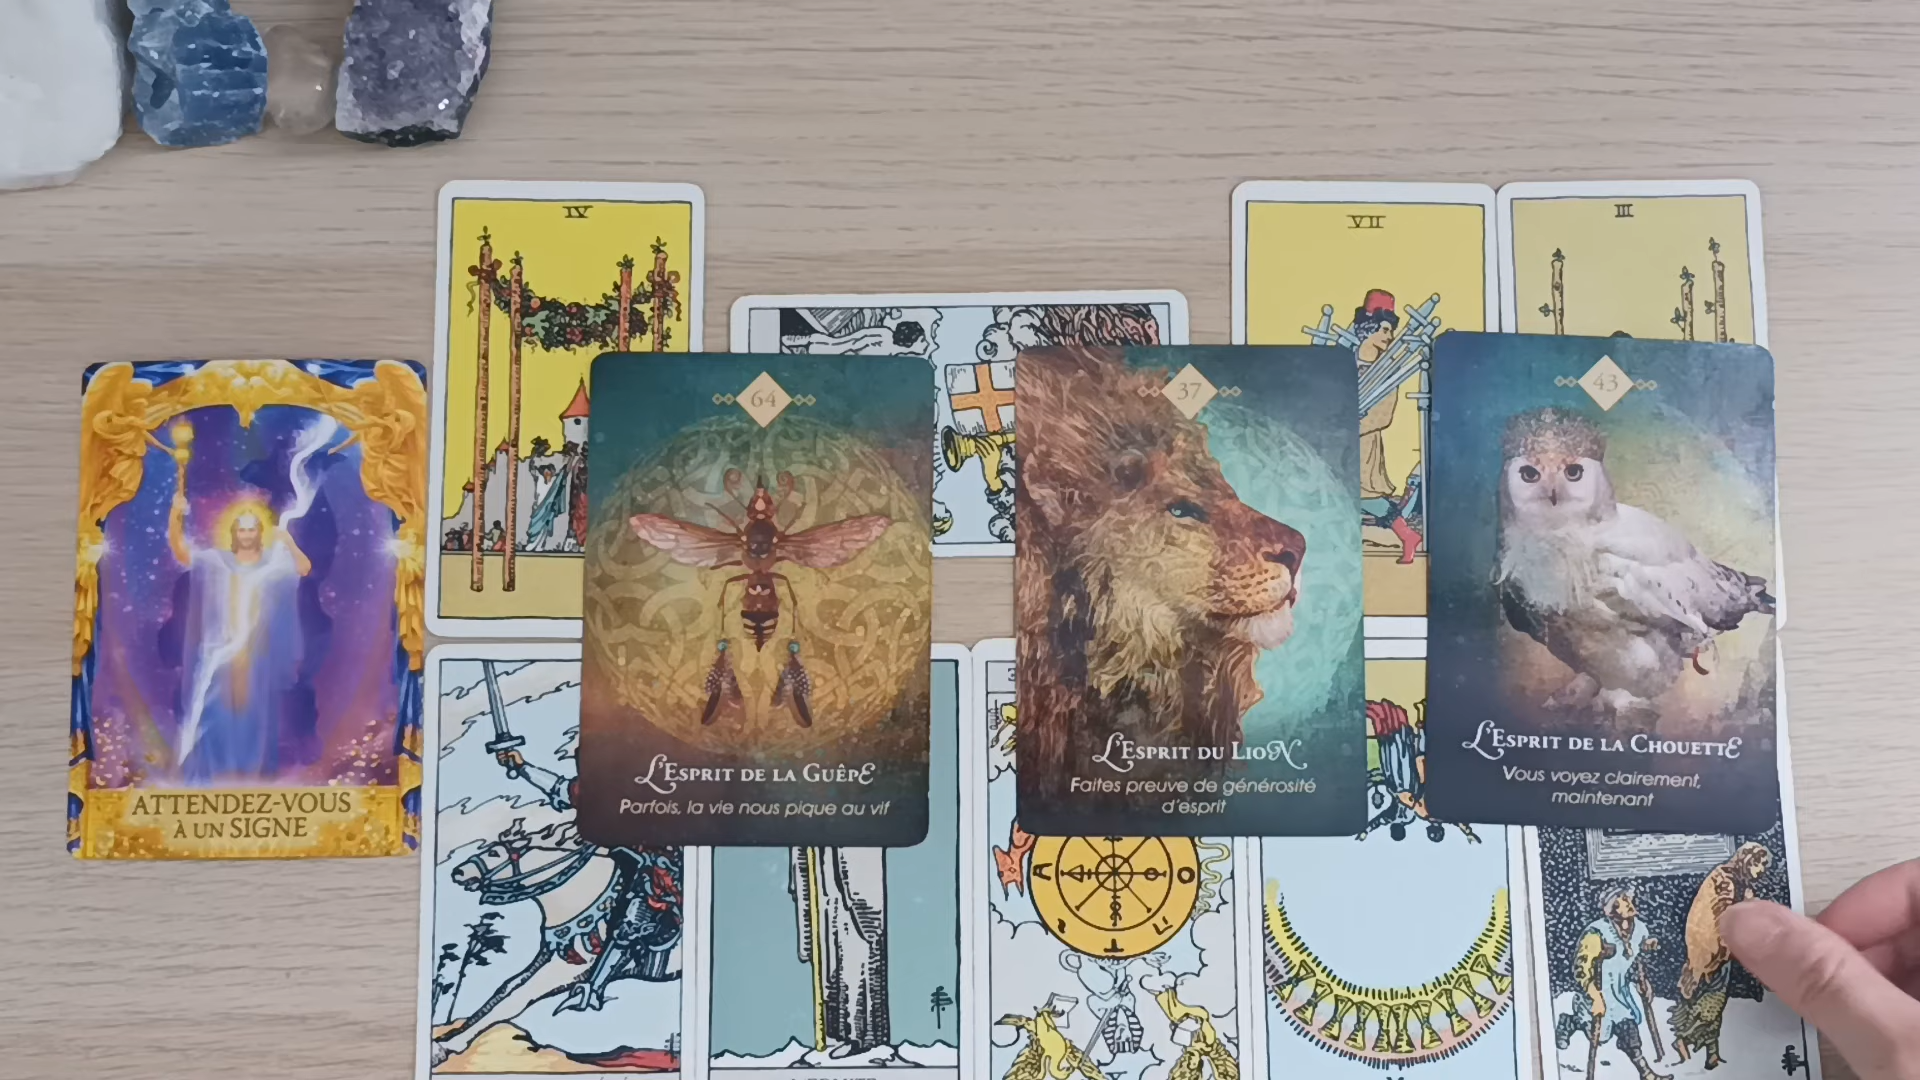 IV
VII
III
64
37
43
L'Esprit de la Guêpe
Parfois, la vie nous pique au vif
L'Esprit du Lion
Faites preuve de générosité
d'esprit
L'Esprit de la Chouette
Vous voyez clairement,
maintenant
ATTENDEZ-VOUS
À UN SIGNE